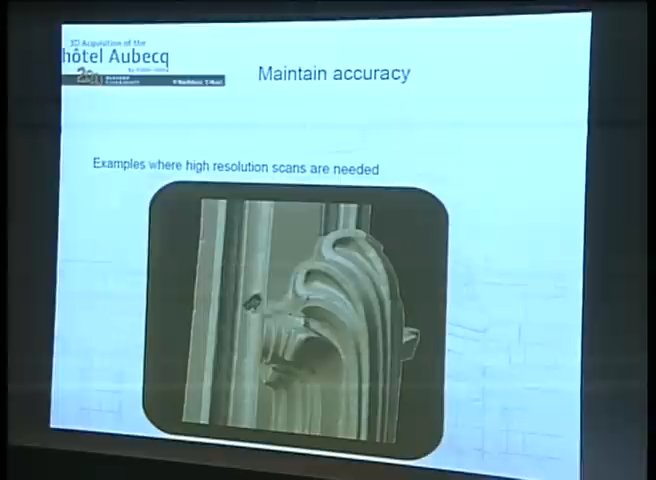 3D Acquisition of the
hôtel Aubecq
Maintain accuracy
Examples where high resolution scans are needed